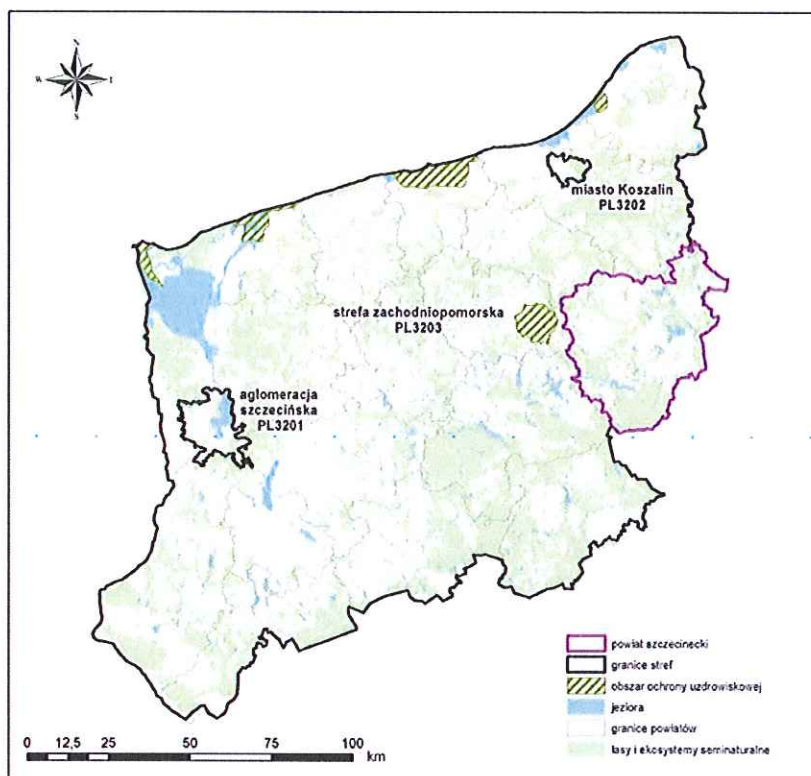 N
W
E
S
miasto Koszalin
PL3202
strefa zachodniopomorska
PL3203
aglomeracja
szczecińska
PL3201
powiat szczecinecki
granice stref
obszar ochrony uzdrowiskowej
jeziora
granice powiatów
lasy i ekosystemy seminaturalne
0 12,5 25 50 75 100
km